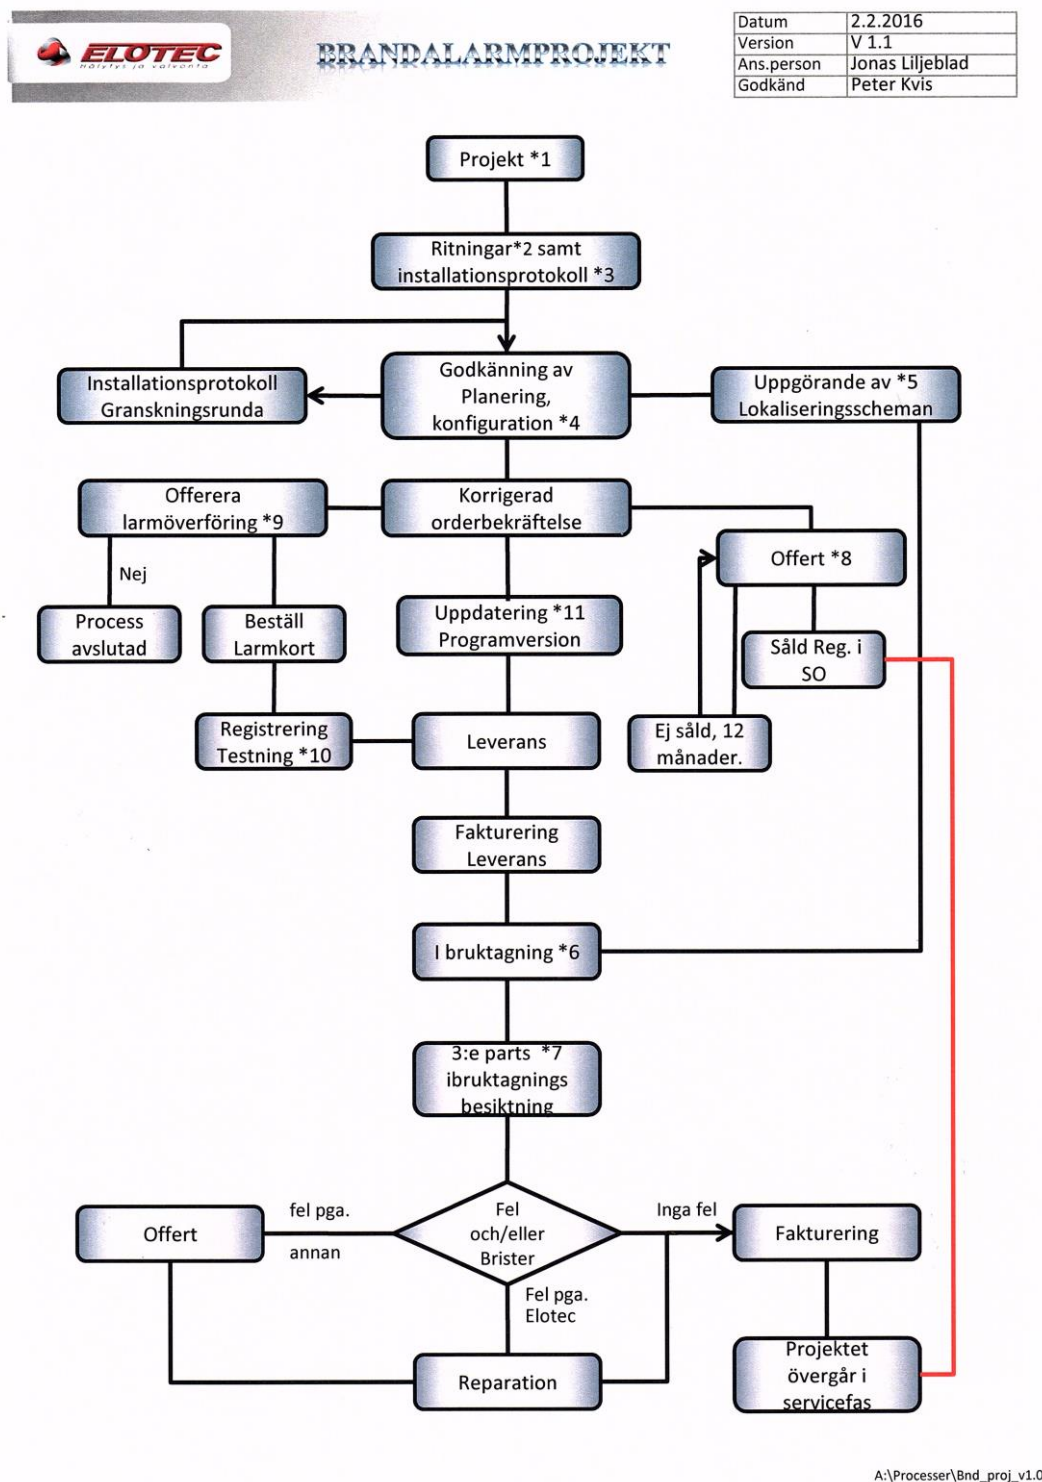 ELOTEC
Hälytys ja valvonta
BRANDALARMPROJEKT
Datum 2.2.2016
Version V 1.1
Ans.person Jonas Liljeblad
Godkänd Peter Kvis
Projekt *1
Ritningar*2 samt
installationsprotokoll *3
Installationsprotokoll
Granskningsrunda
Godkänning av
Planering,
konfiguration *4
Uppgörande av *5
Lokaliseringsscheman
Offerera
larmöverföring *9
Korrigerad
orderbekräftelse
Offert *8
Nej
Process
avslutad
Beställ
Larmkort
Uppdatering *11
Programversion
Såld Reg. i
SO
Registrering
Testning *10
Leverans
Ej såld, 12
månader.
Fakturering
Leverans
I bruktagning *6
3:e parts *7
ibruktagnings
besiktning
Offert
fel pga.
annan
Fel
och/eller
Brister
Inga fel
Fakturering
Fel pga.
Elotec
Reparation
Projektet
övergår i
servicefas
A:\Processer\Bnd_proj_v1.0